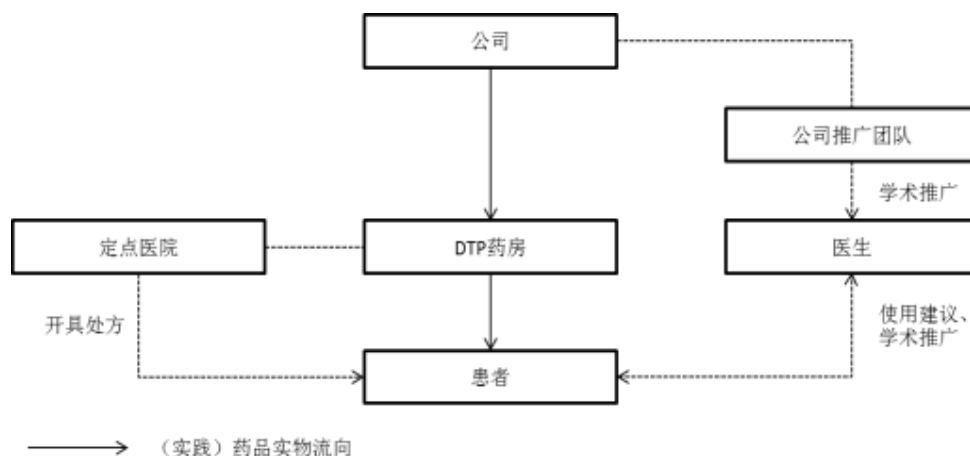 公司
公司推广团队
学术推广
定点医院
DTP药房
医生
开具处方
使用建议、
学术推广
患者
（实践）药品实物流向